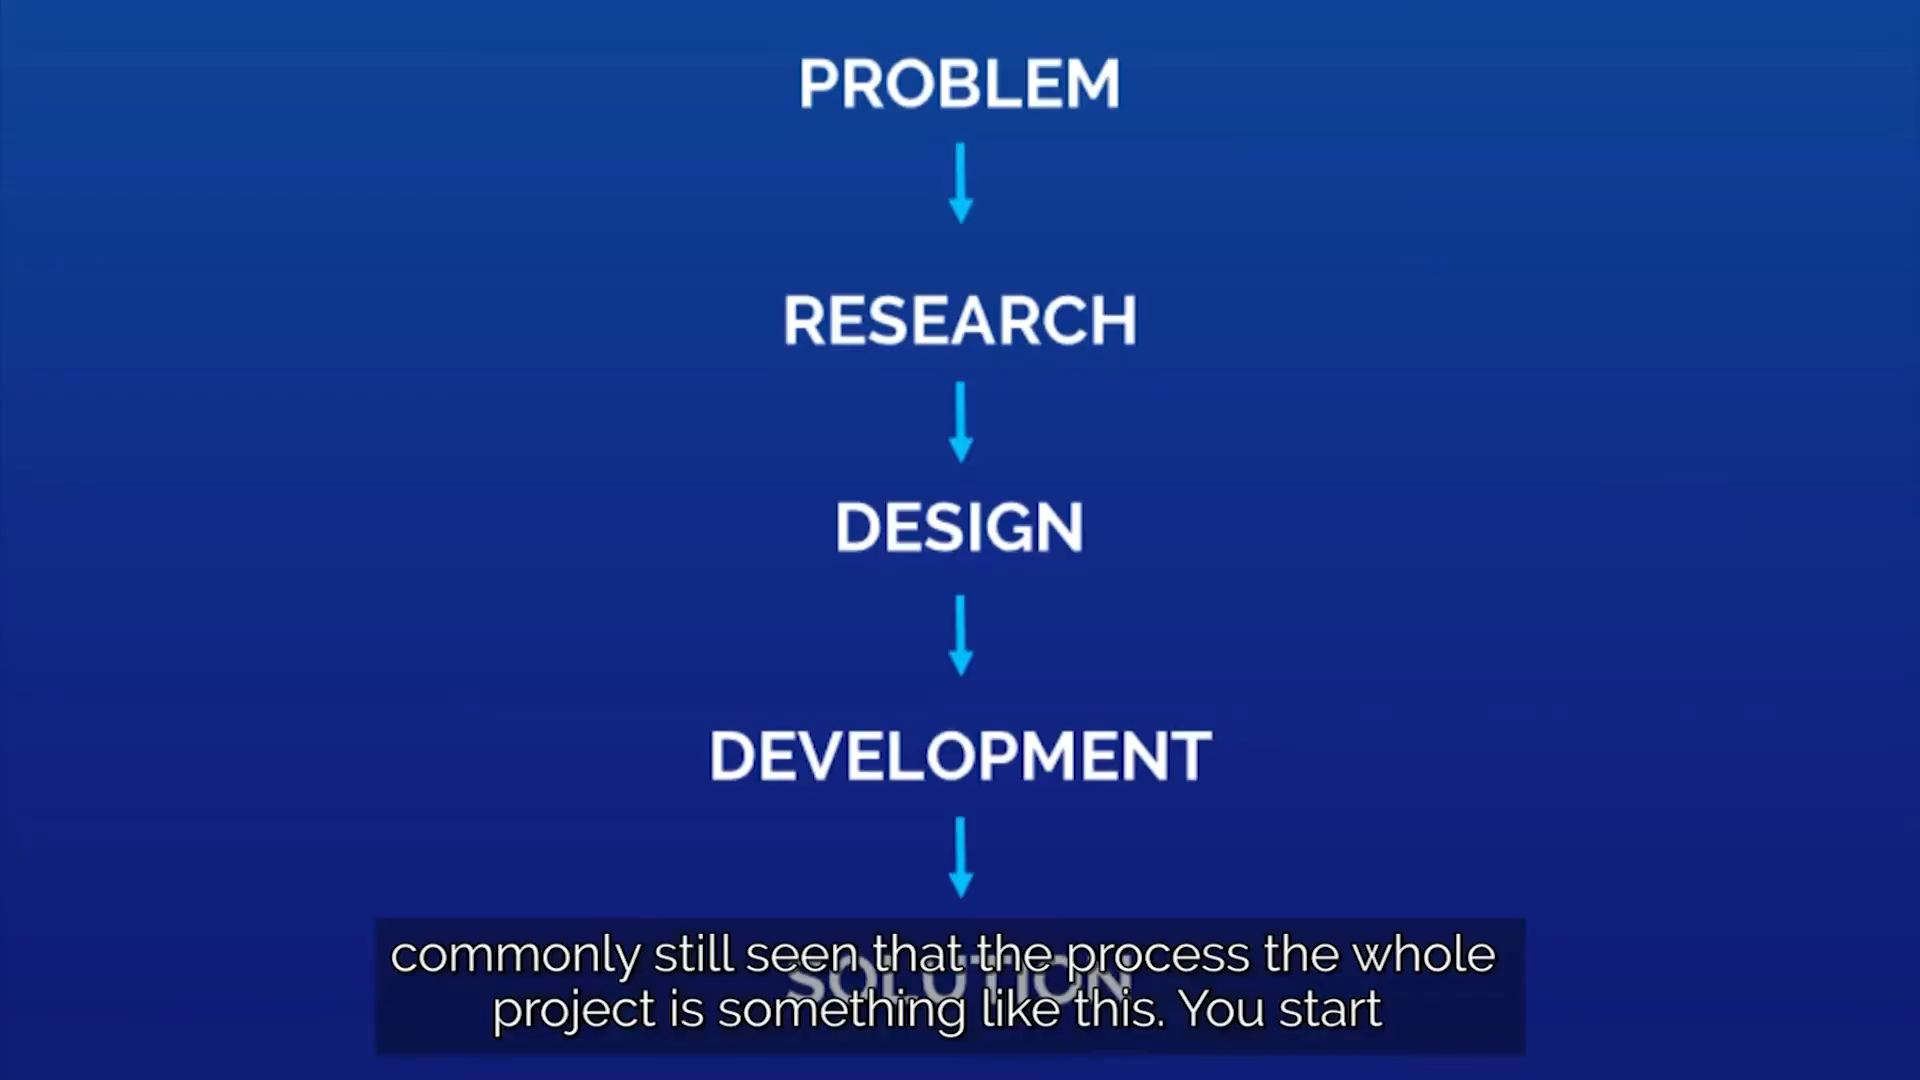 PROBLEM
RESEARCH
DESIGN
DEVELOPMENT
SOLUTION
commonly still seen that the process the whole
project is something like this. You start